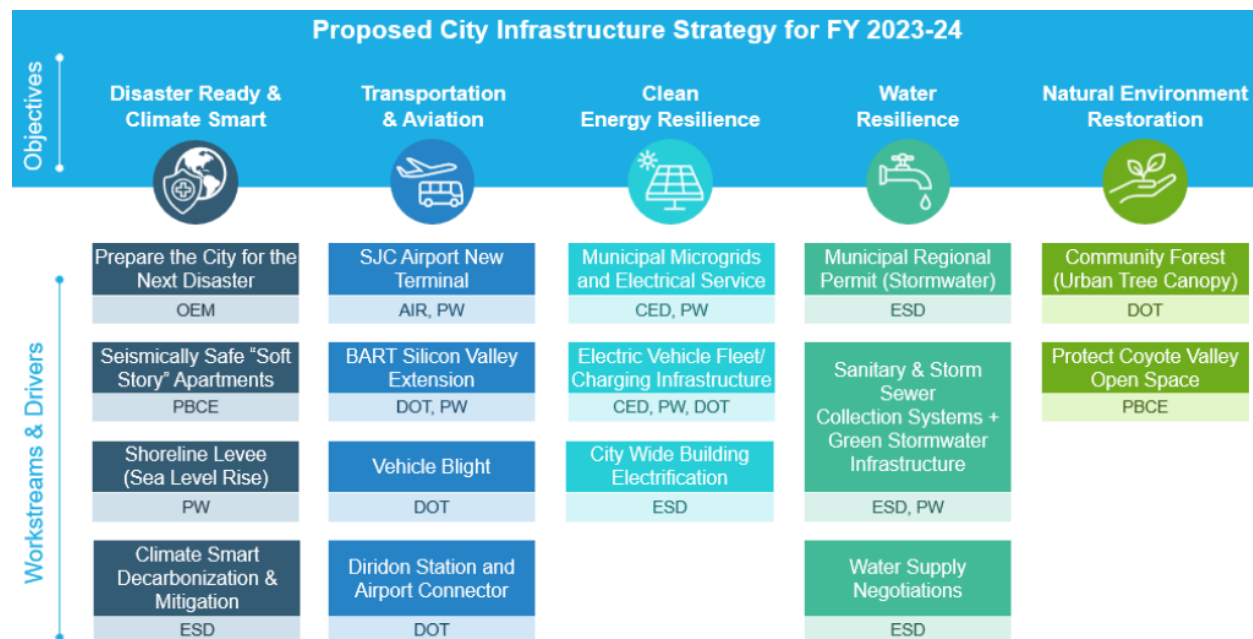 Proposed City Infrastructure Strategy for FY 2023-24
Objectives
Disaster Ready &
Climate Smart
Transportation
& Aviation
Clean
Energy Resilience
Water
Resilience
Natural Environment
Restoration
Workstreams & Drivers
Prepare the City for the
Next Disaster
OEM
Seismically Safe “Soft
Story” Apartments
PBCE
Shoreline Levee
(Sea Level Rise)
PW
Climate Smart
Decarbonization &
Mitigation
ESD
SJC Airport New
Terminal
AIR, PW
BART Silicon Valley
Extension
DOT, PW
Vehicle Blight
DOT
Diridon Station and
Airport Connector
DOT
Municipal Microgrids
and Electrical Service
CED, PW
Electric Vehicle Fleet/
Charging Infrastructure
CED, PW, DOT
City Wide Building
Electrification
ESD
Municipal Regional
Permit (Stormwater)
ESD
Sanitary & Storm
Sewer
Collection Systems +
Green Stormwater
Infrastructure
ESD, PW
Water Supply
Negotiations
ESD
Community Forest
(Urban Tree Canopy)
DOT
Protect Coyote Valley
Open Space
PBCE